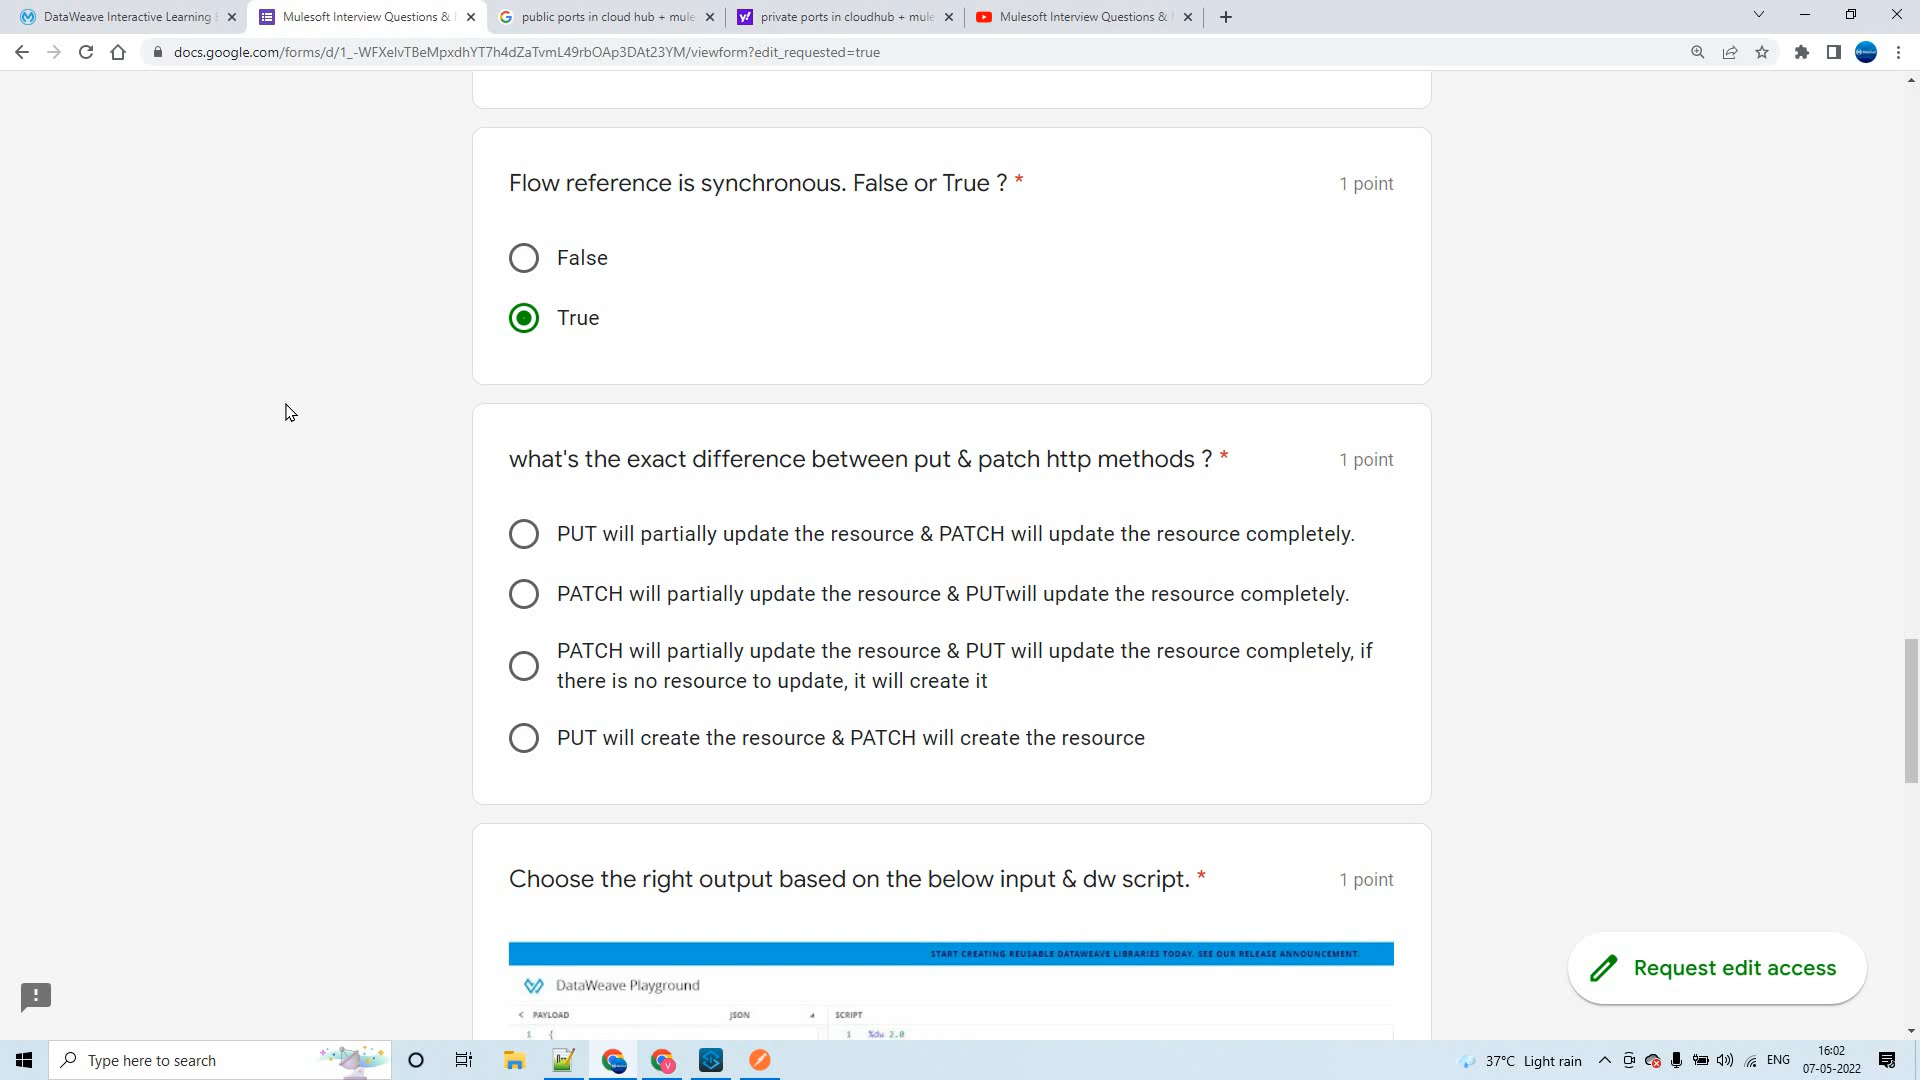 DataWeave Interactive Learning
Mulesoft Interview Questions &
public ports in cloud hub + mule
private ports in cloudhub + mule
Mulesoft Interview Questions &
docs.google.com/forms/d/1_-WFXelvTBeMpxdhYT7h4dZaTvmL49rbOAp3DAt23YM/viewform?edit_requested=true
Flow reference is synchronous. False or True ? *
1 point
False
True
what's the exact difference between put & patch http methods ? *
1 point
PUT will partially update the resource & PATCH will update the resource completely.
PATCH will partially update the resource & PUTwill update the resource completely.
PATCH will partially update the resource & PUT will update the resource completely, if
there is no resource to update, it will create it
PUT will create the resource & PATCH will create the resource
Choose the right output based on the below input & dw script. *
1 point
START CREATING REUSABLE DATAWEAVE LIBRARIES TODAY. SEE OUR RELEASE ANNOUNCEMENT.
DataWeave Playground
PAYLOAD JSON SCRIPT
1 { 1 %dw 2.0
Request edit access
Type here to search
37°C Light rain
ENG
16:02
07-05-2022